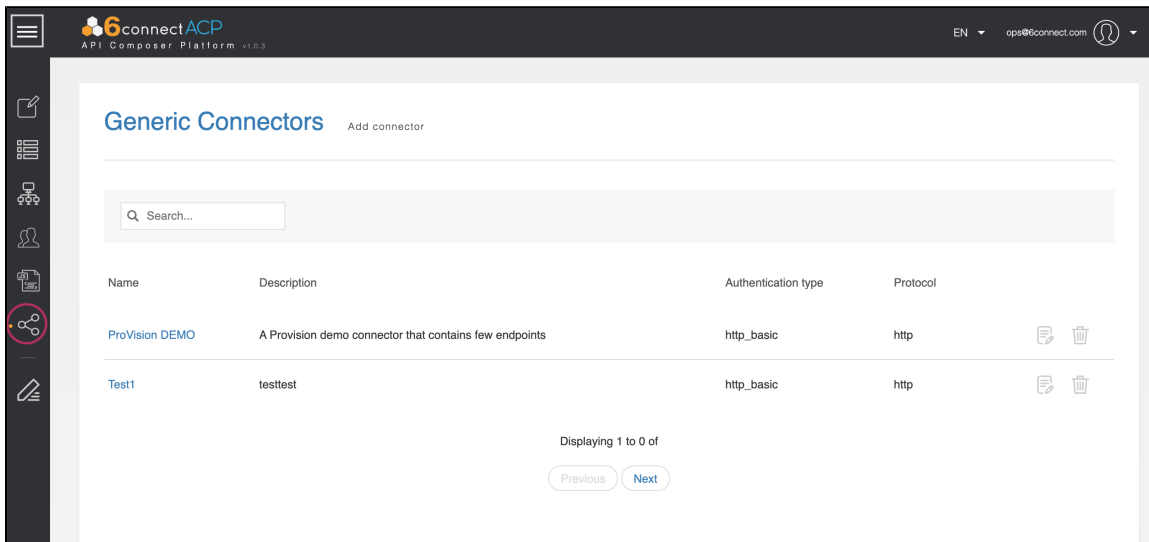 6connect ACP
API Composer Platform v1.0.3
EN
ops@6connect.com
Generic Connectors
Add connector
Search...
Name Description Authentication type Protocol
ProVision DEMO A Provision demo connector that contains few endpoints http_basic http
Test1 testtest http_basic http
Displaying 1 to 0 of
Previous Next